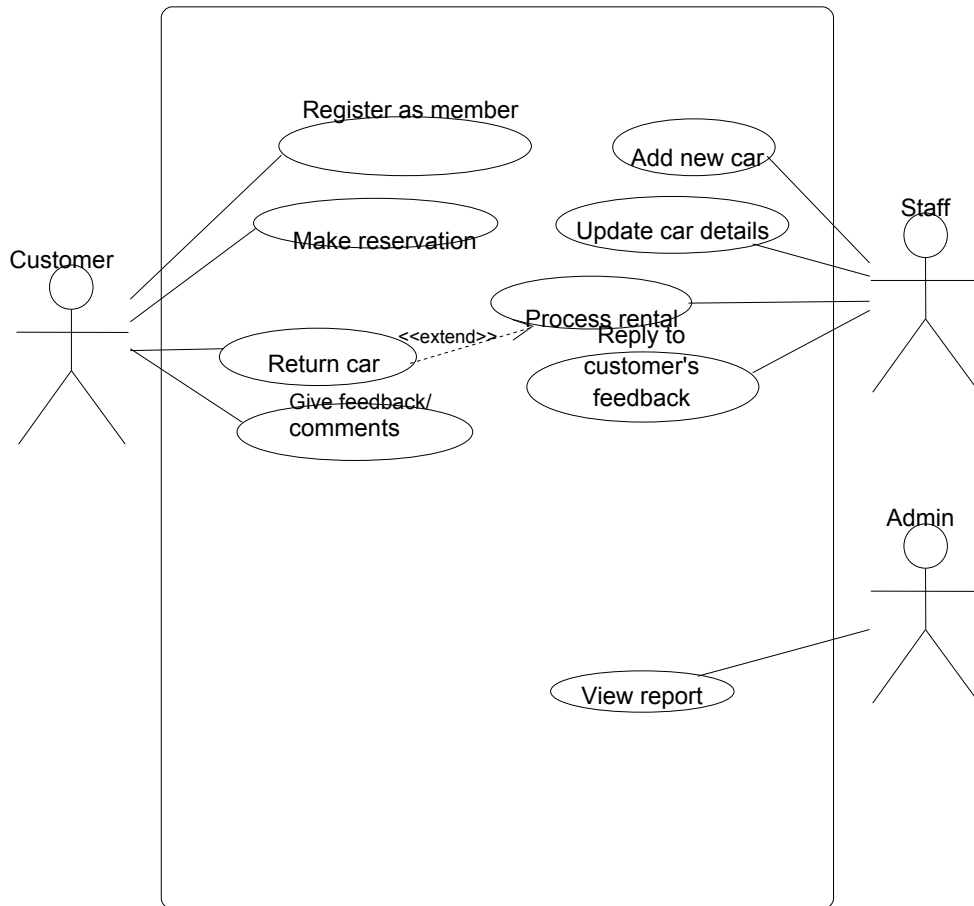 Register as member
Add new car
Make reservation
Update car details
Staff
Customer
Process rental
<<extend>>
Return car
Reply to
customer's
feedback
Give feedback/
comments
Admin
View report